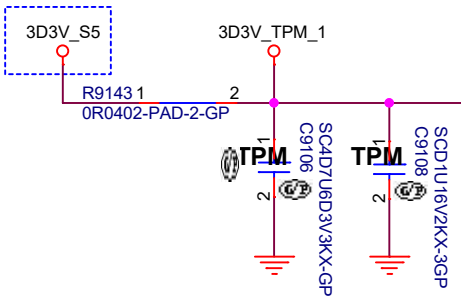 3D3V_S5
3D3V_TPM_1
R9143 1
2
0R0402-PAD-2-GP
TPM
1
2
C9106
SC4D7U6D3V3KX-GP
G/P
G/P
TPM
1
2
C9108
SCD1U16V2KX-3GP
G/P